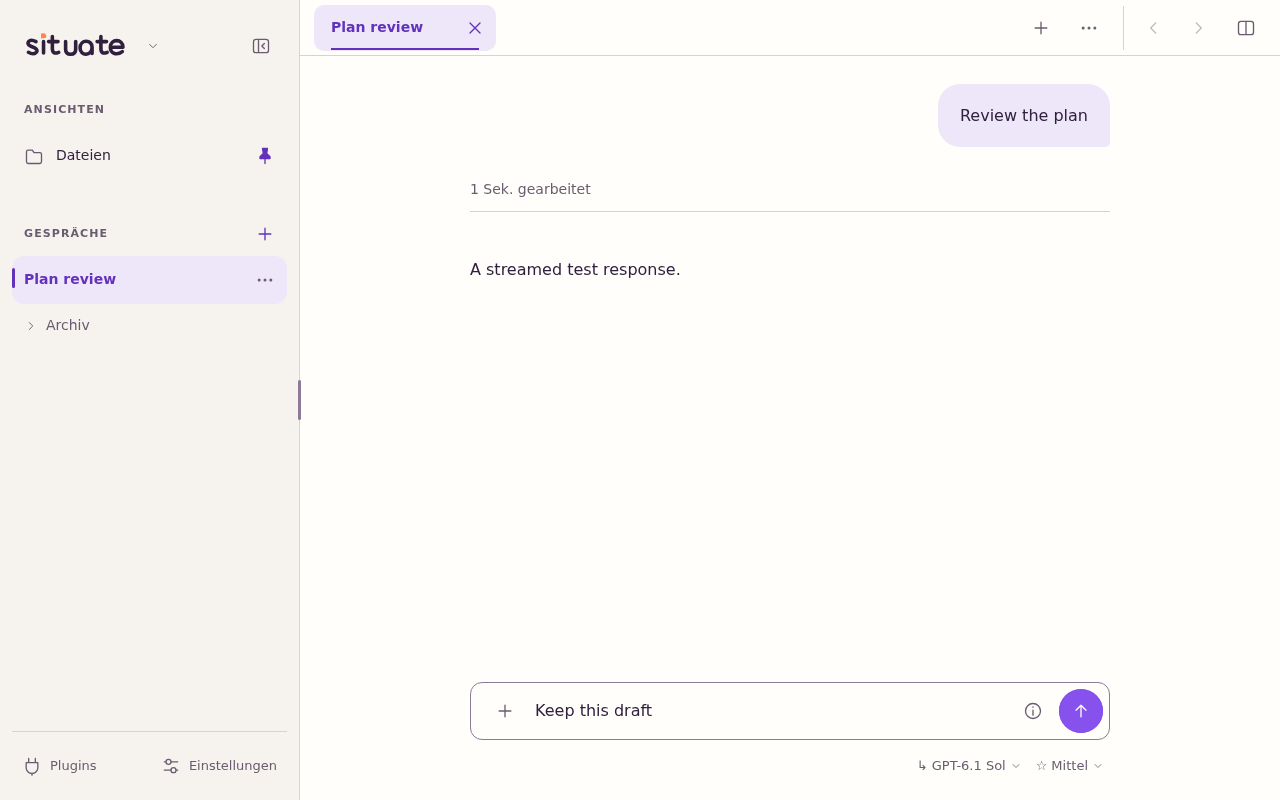 situate
ANSICHTEN
Dateien
GESPRÄCHE
Plan review
Archiv
Plugins
Einstellungen
Plan review
Review the plan
1 Sek. gearbeitet
A streamed test response.
Keep this draft
↳ GPT-6.1 Sol
☆ Mittel